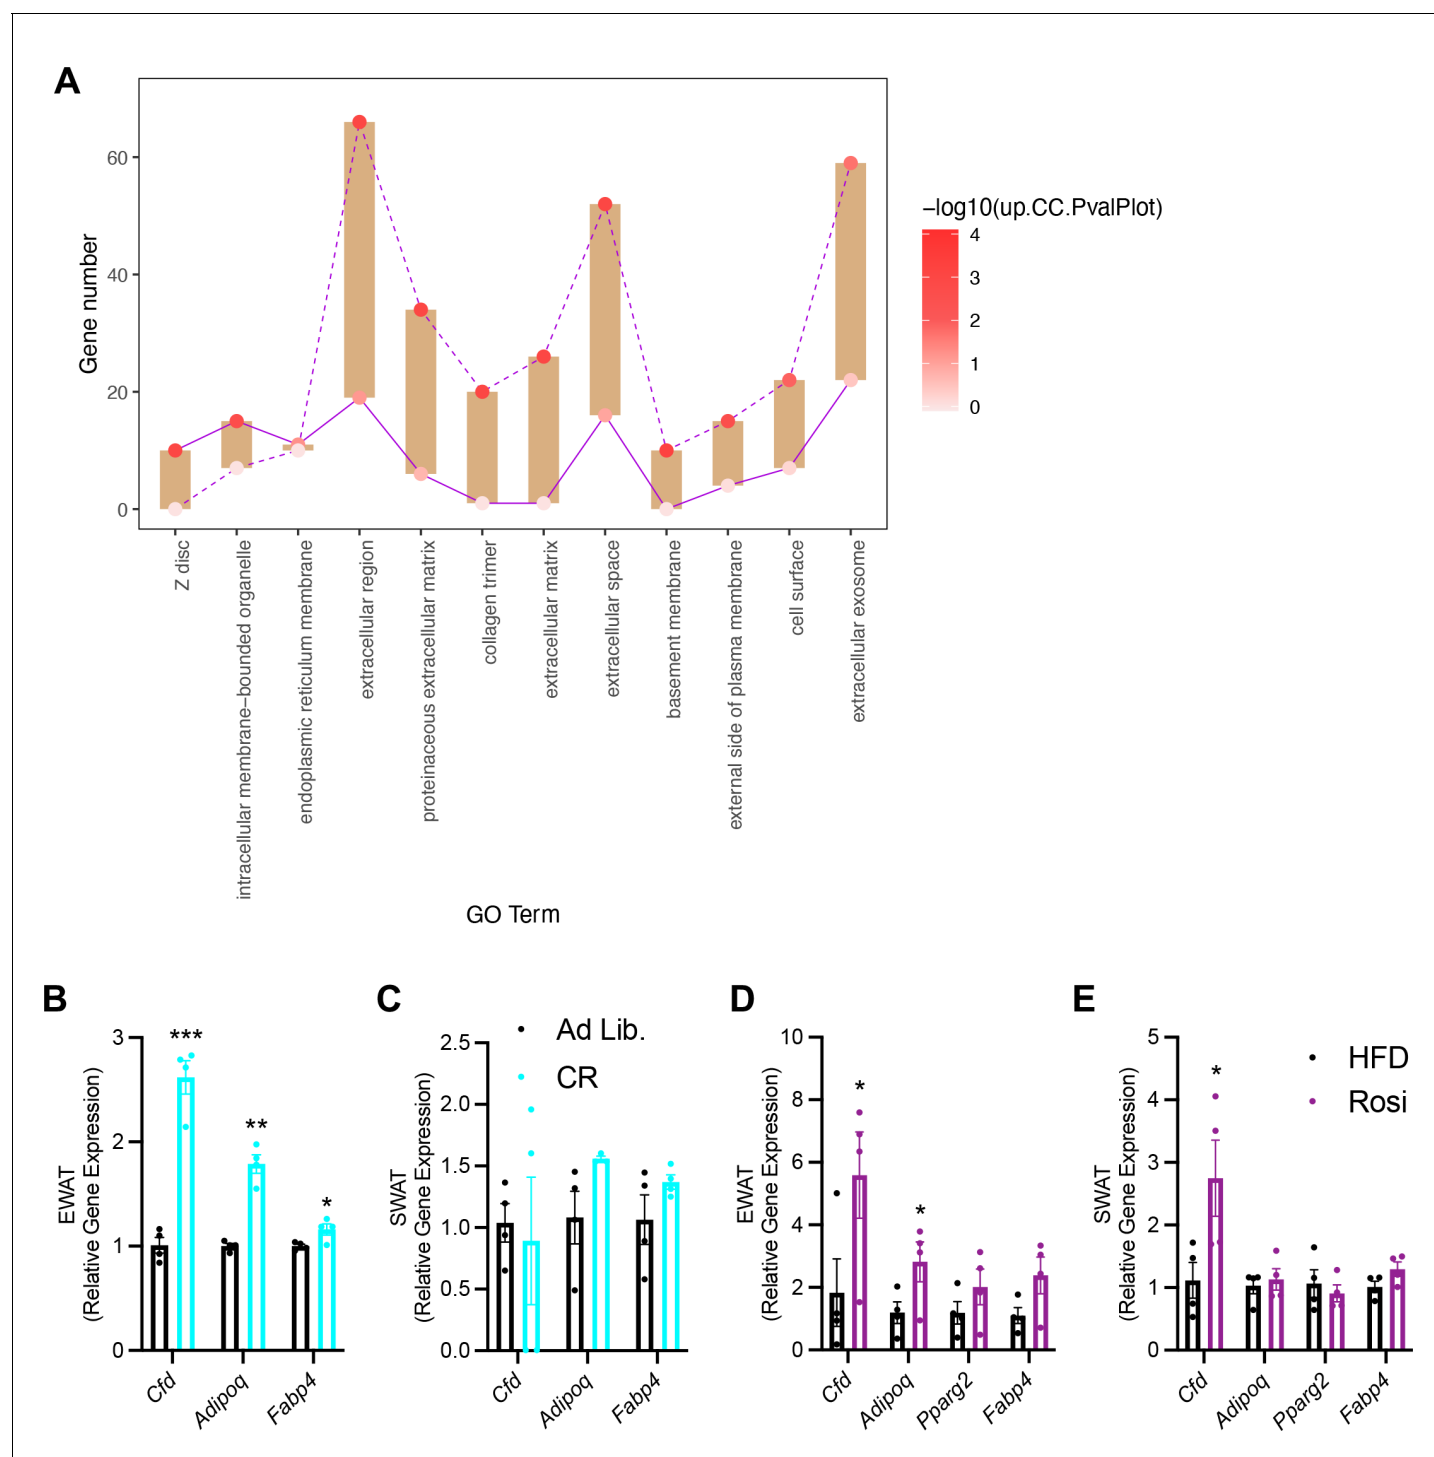 A
Gene number
60
40
20
0
−log10(up.CC.PvalPlot)
4
3
2
1
0
Z disc
intracellular membrane−bounded organelle
endoplasmic reticulum membrane
extracellular region
proteinaceous extracellular matrix
collagen trimer
extracellular matrix
extracellular space
basement membrane
external side of plasma membrane
cell surface
extracellular exosome
GO Term
B
EWAT
(Relative Gene Expression)
3
2
1
0
***
**
*
Cfd
Adipoq
Fabp4
C
SWAT
(Relative Gene Expression)
2.5
2.0
1.5
1.0
0.5
0.0
Ad Lib.
CR
Cfd
Adipoq
Fabp4
D
EWAT
(Relative Gene Expression)
10
8
6
4
2
0
*
*
Cfd
Adipoq
Pparg2
Fabp4
E
SWAT
(Relative Gene Expression)
5
4
3
2
1
0
*
HFD
Rosi
Cfd
Adipoq
Pparg2
Fabp4